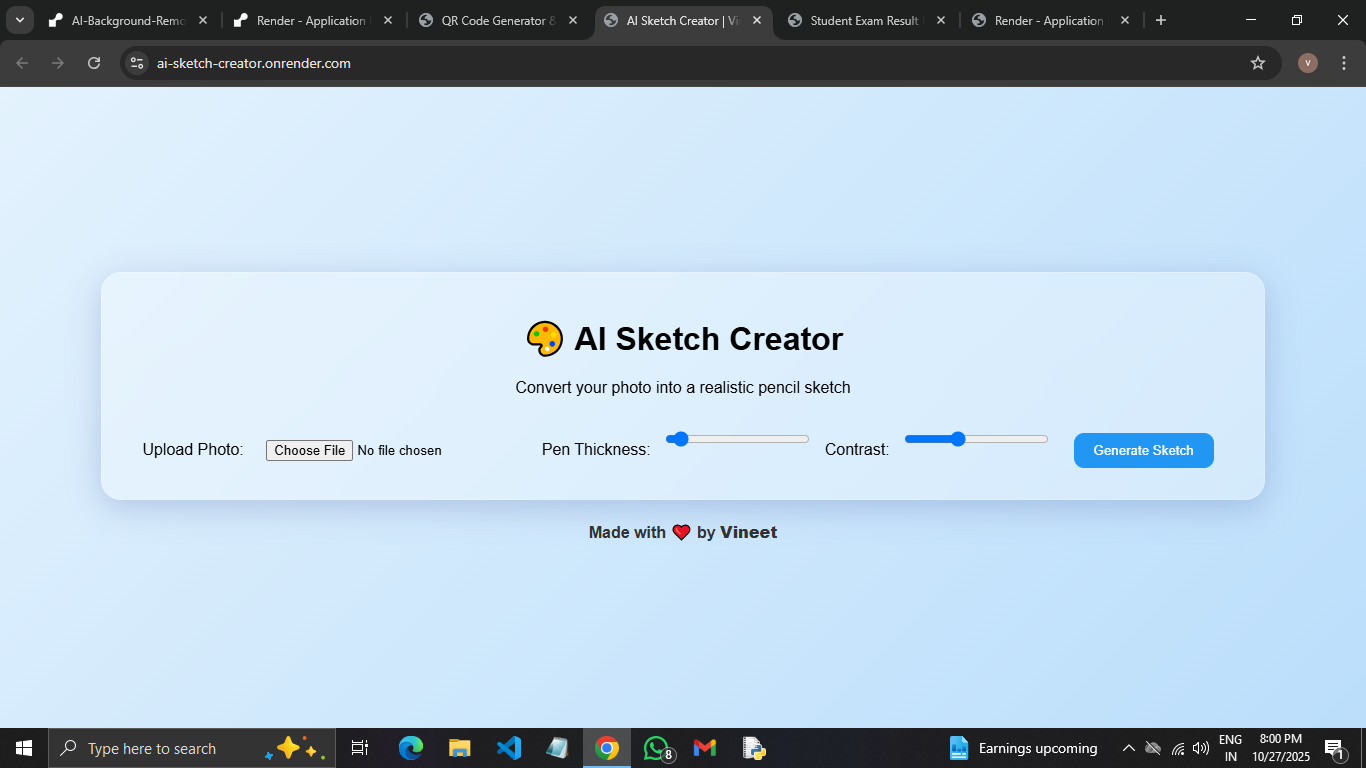 AI-Background-Remo
Render - Application
QR Code Generator &
AI Sketch Creator | Vi
Student Exam Result
Render - Application
ai-sketch-creator.onrender.com
V
AI Sketch Creator
Convert your photo into a realistic pencil sketch
Upload Photo: Choose File No file chosen Pen Thickness: Contrast: Generate Sketch
Made with ❤️ by Vineet
Type here to search
8
Earnings upcoming
ENG
IN
8:00 PM
10/27/2025
1